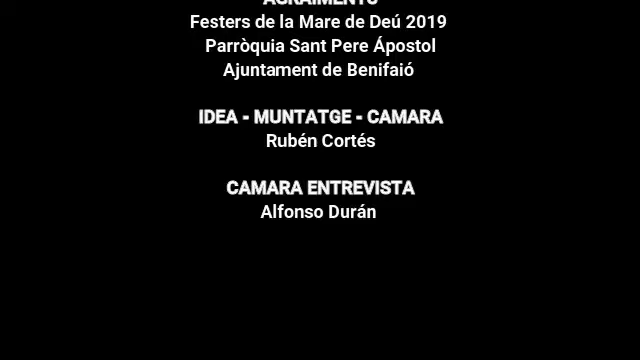 AGRAIMENTS
Festers de la Mare de Deú 2019
Parròquia Sant Pere Ápostol
Ajuntament de Benifaió
IDEA - MUNTATGE - CAMARA
Rubén Cortés
CAMARA ENTREVISTA
Alfonso Durán